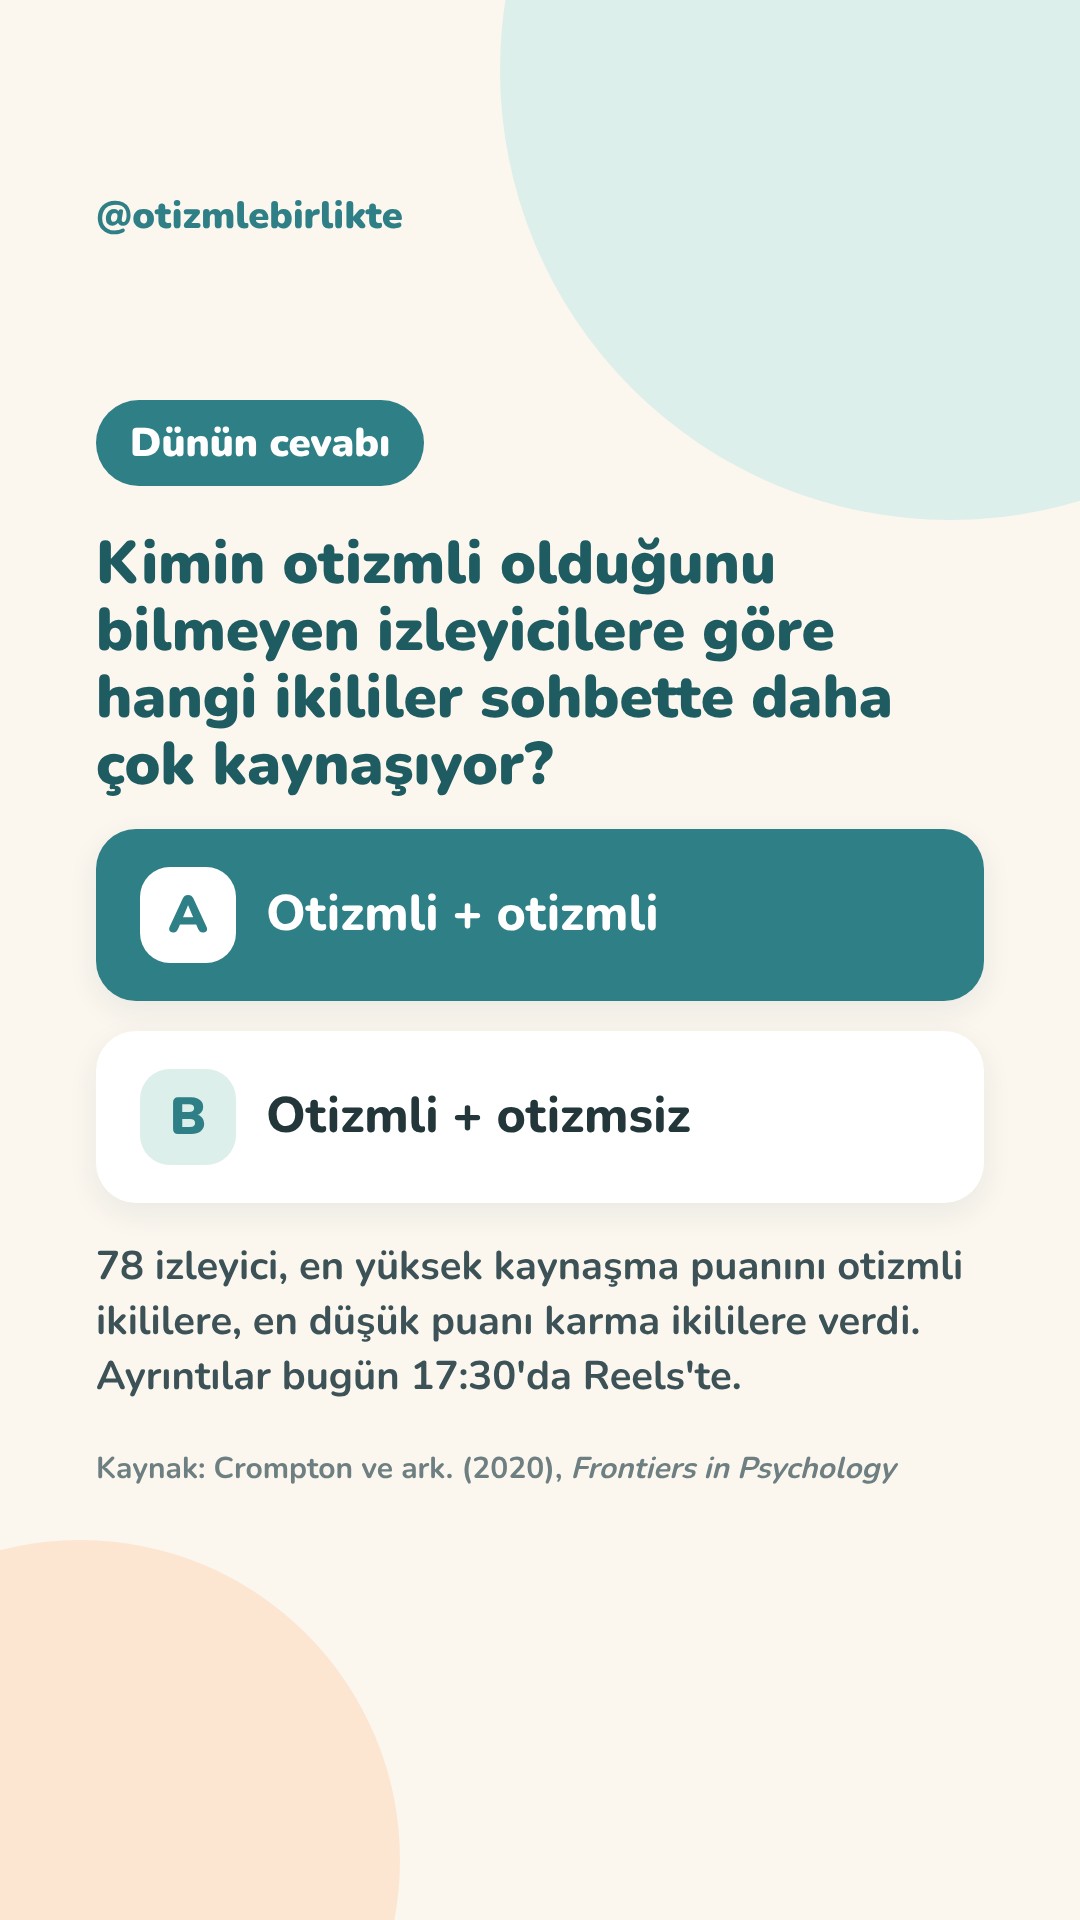 @otizmlebirlikte
Dünün cevabı
Kimin otizmli olduğunu
bilmeyen izleyicilere göre
hangi ikililer sohbette daha
çok kaynaşıyor?
A Otizmli + otizmli
B Otizmli + otizmsiz
78 izleyici, en yüksek kaynaşma puanını otizmli
ikililere, en düşük puanı karma ikililere verdi.
Ayrıntılar bugün 17:30'da Reels'te.
Kaynak: Crompton ve ark. (2020), Frontiers in Psychology